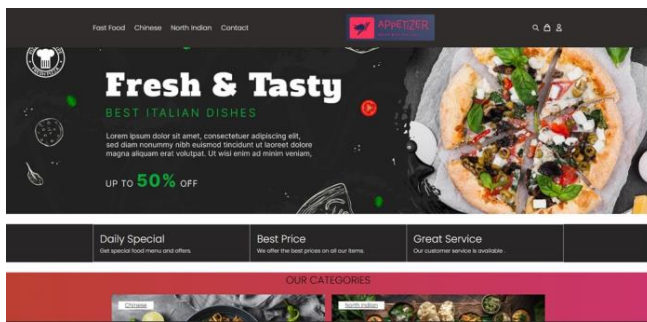 Fast Food Chinese North Indian Contact
APPETIZER
Fresh & Tasty
BEST ITALIAN DISHES
Lorem ipsum dolor sit amet, consectetuer adipiscing elit,
sed diam nonummy nibh euismod tincidunt ut laoreet dolore
magna aliquam erat volutpat. Ut wisi enim ad minim veniam,
UP TO 50% OFF
Daily Special
Get special food menu and offers.
Best Price
We offer the best prices on all our items.
Great Service
Our customer service is available .
OUR CATEGORIES
Chinese
North Indian